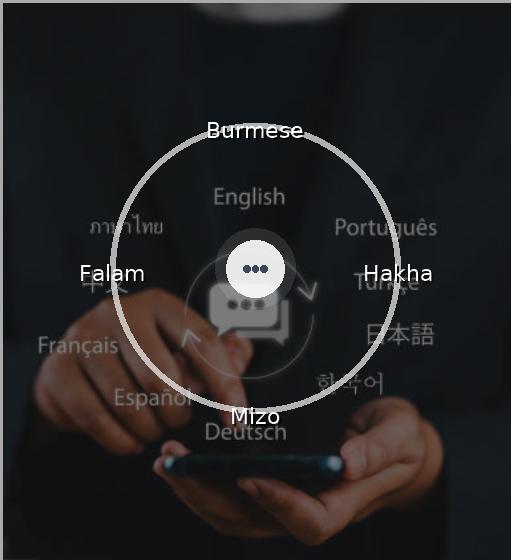 Burmese
English
ภาษาไทย
Português
Falam
Hakha
中文
Türkçe
日本語
Français
한국어
Español
Mizo
Deutsch